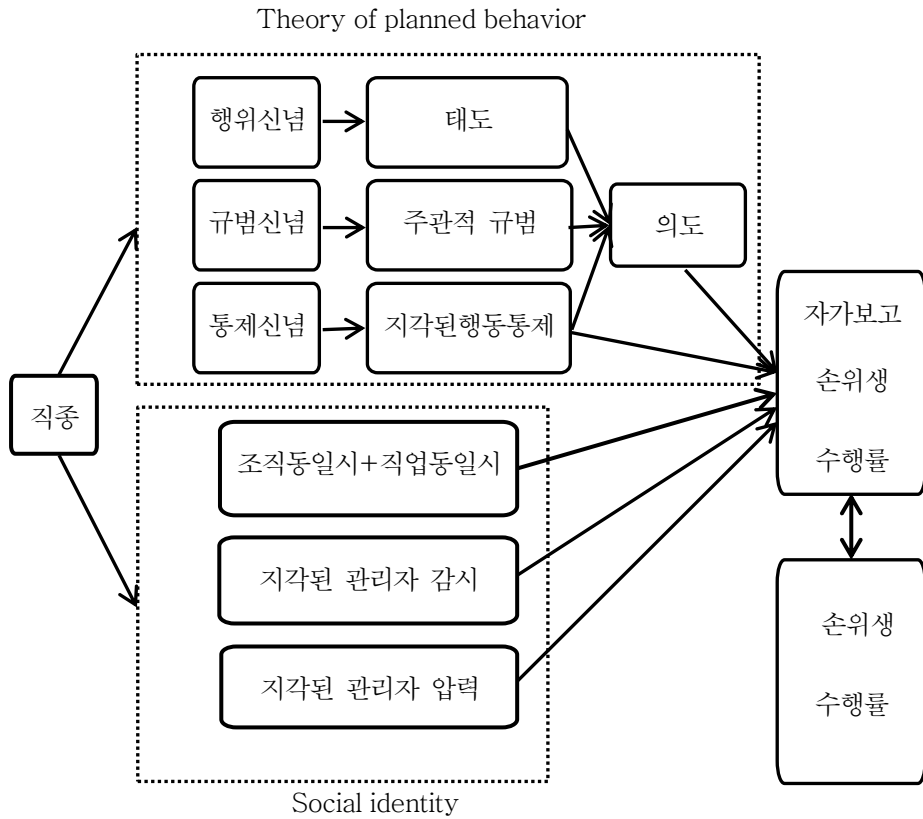 Theory of planned behavior
행위신념
태도
규범신념
주관적 규범
의도
통제신념
지각된행동통제
직종
자가보고
손위생
수행률
조직동일시+직업동일시
지각된 관리자 감시
지각된 관리자 압력
손위생
수행률
Social identity